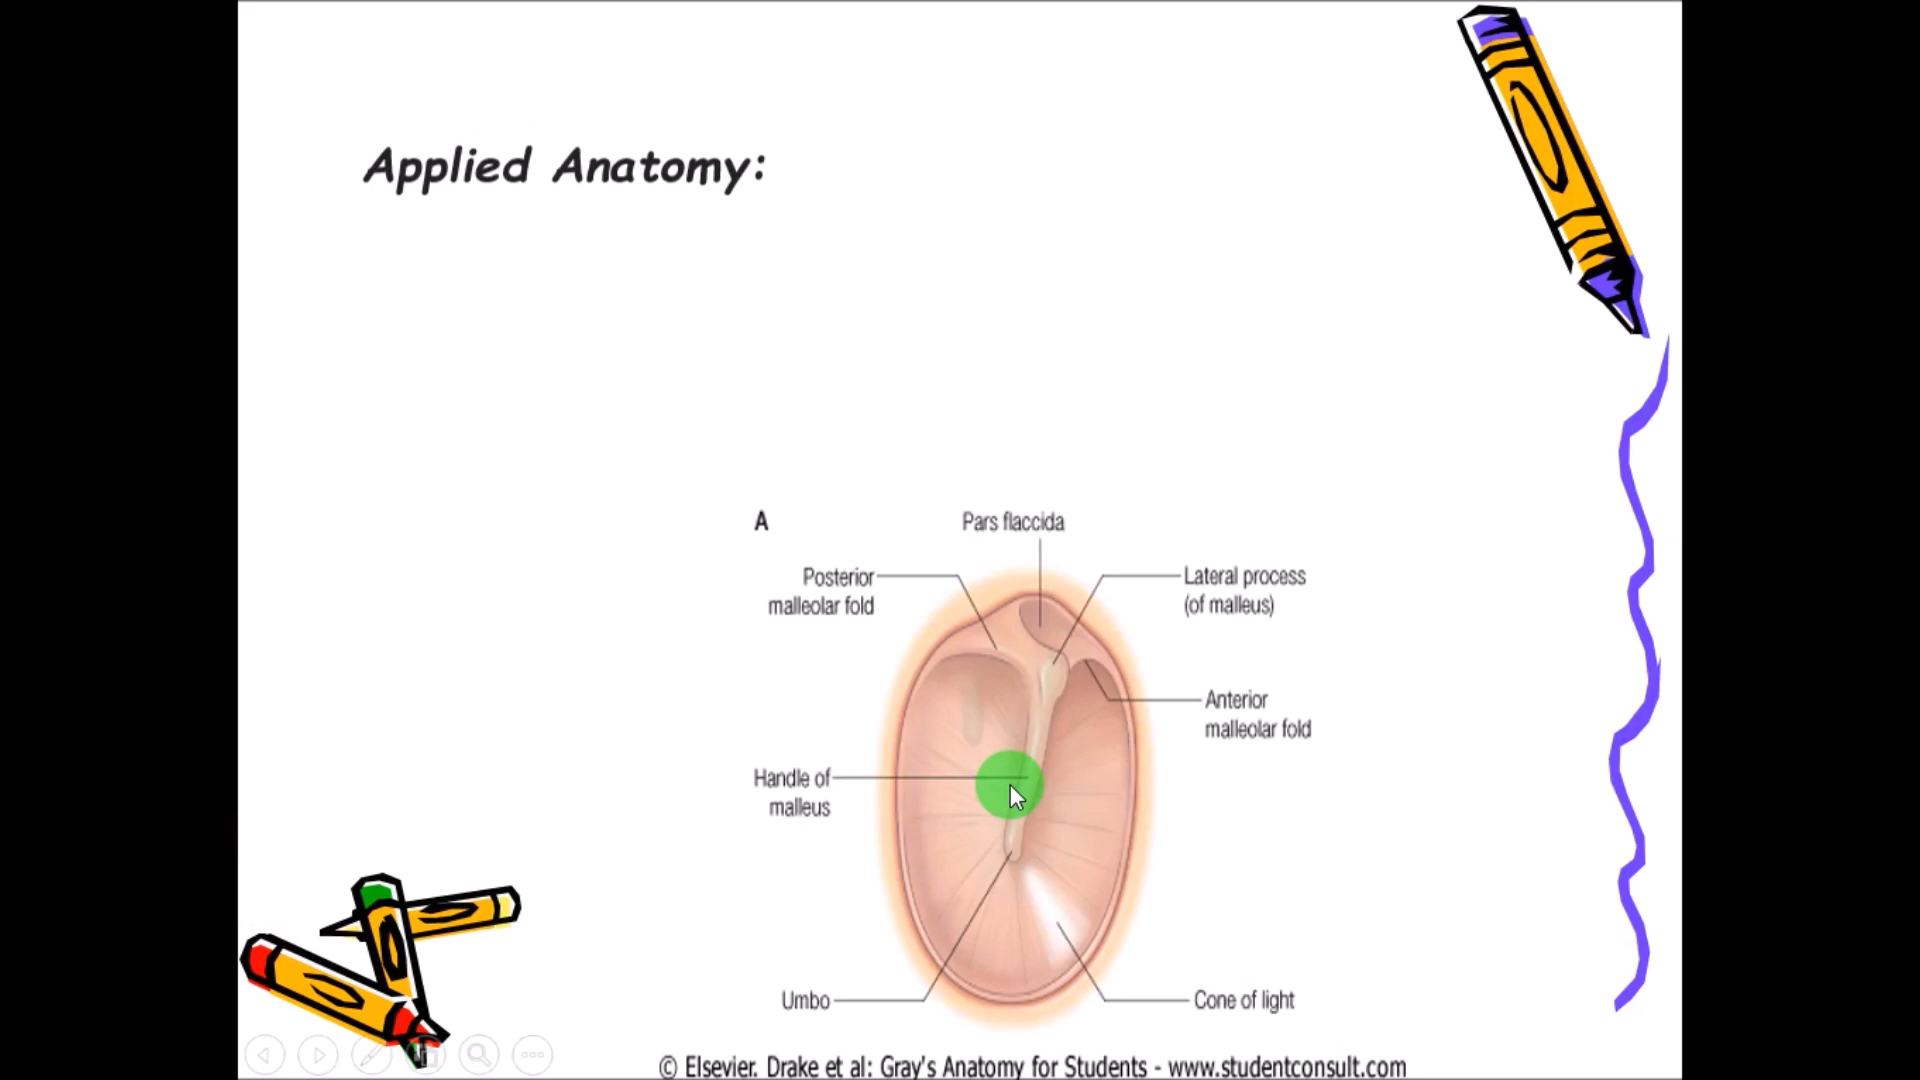 Applied Anatomy:
A
Pars flaccida
Posterior
malleolar fold
Lateral process
(of malleus)
Anterior
malleolar fold
Handle of
malleus
Umbo
Cone of light
© Elsevier. Drake et al: Gray's Anatomy for Students - www.studentconsult.com